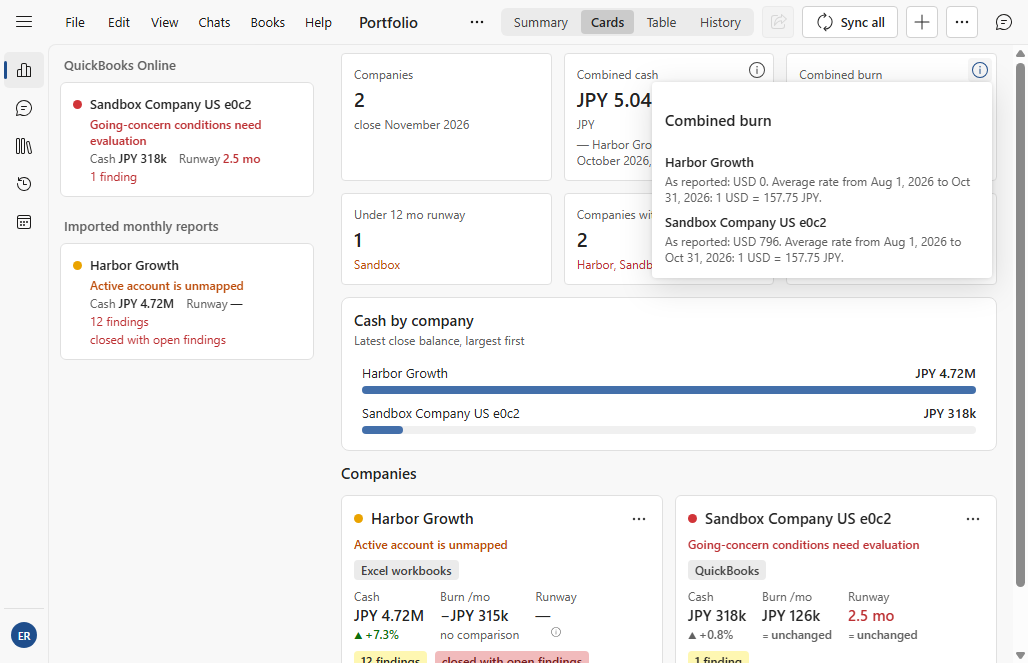 File Edit View Chats Books Help Portfolio Summary Cards Table History Sync all
QuickBooks Online
Sandbox Company US e0c2
Going-concern conditions need
evaluation
Cash JPY 318k Runway 2.5 mo
1 finding
Imported monthly reports
Harbor Growth
Active account is unmapped
Cash JPY 4.72M Runway —
12 findings
closed with open findings
ER
Companies
2
close November 2026
Combined cash
JPY 5.04
JPY
— Harbor Gro
October 2026,
Combined burn
Combined burn
Harbor Growth
As reported: USD 0. Average rate from Aug 1, 2026 to Oct
31, 2026: 1 USD = 157.75 JPY.
Sandbox Company US e0c2
As reported: USD 796. Average rate from Aug 1, 2026 to
Oct 31, 2026: 1 USD = 157.75 JPY.
Under 12 mo runway
1
Sandbox
Companies wi
2
Harbor, Sandb
Cash by company
Latest close balance, largest first
Harbor Growth JPY 4.72M
Sandbox Company US e0c2 JPY 318k
Companies
Harbor Growth
Active account is unmapped
Excel workbooks
Cash Burn /mo Runway
JPY 4.72M –JPY 315k —
▲ +7.3% no comparison
12 findings closed with open findings
Sandbox Company US e0c2
Going-concern conditions need evaluation
QuickBooks
Cash Burn /mo Runway
JPY 318k JPY 126k 2.5 mo
▲ +0.8% = unchanged = unchanged
1 finding